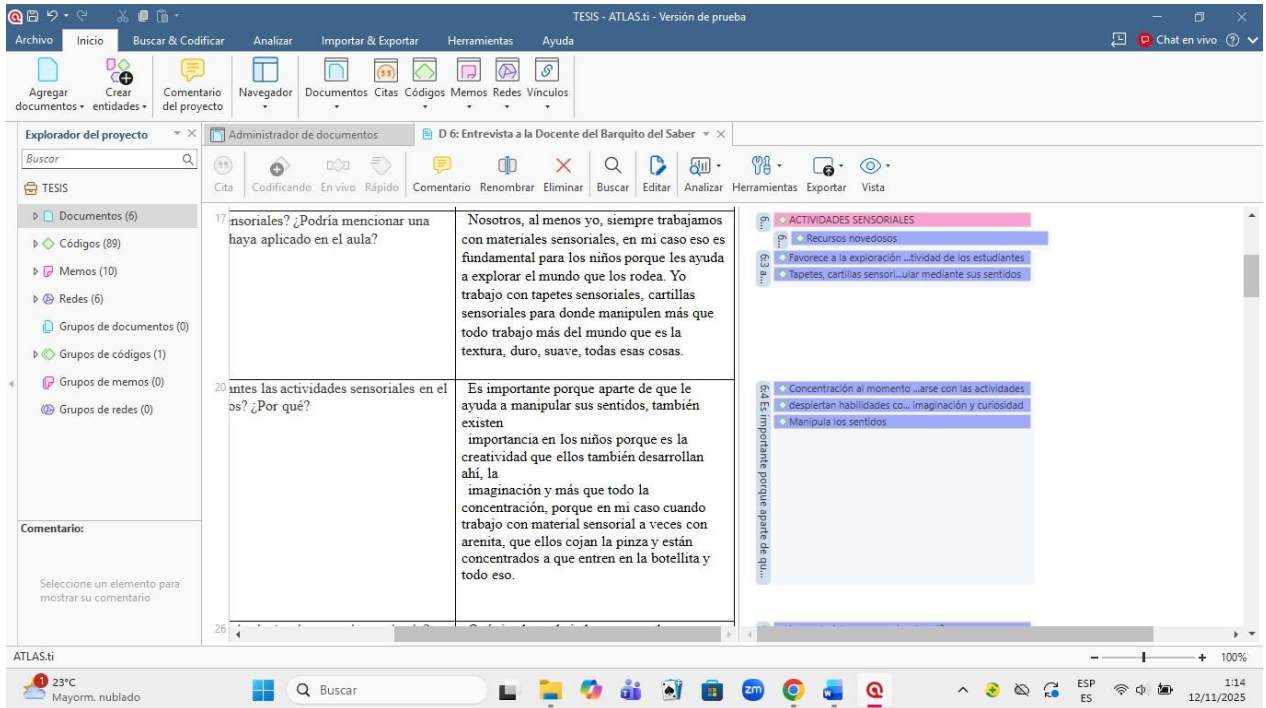 TESIS - ATLAS.ti - Versión de prueba
Archivo Inicio Buscar & Codificar Analizar Importar & Exportar Herramientas Ayuda Chat en vivo
Agregar documentos
Crear entidades
Comentario del proyecto
Navegador Documentos Citas Códigos Memos Redes Vínculos
Explorador del proyecto
Administrador de documentos
D 6: Entrevista a la Docente del Barquito del Saber
Buscar
Cita Codificando En vivo Rápido Comentario Renombrar Eliminar Buscar Editar Analizar Herramientas Exportar Vista
TESIS
Documentos (6)
Códigos (89)
Memos (10)
Redes (6)
Grupos de documentos (0)
Grupos de códigos (1)
Grupos de memos (0)
Grupos de redes (0)
Comentario:
Seleccione un elemento para
mostrar su comentario
17
ensoriales? ¿Podría mencionar una
haya aplicado en el aula?
Nosotros, al menos yo, siempre trabajamos
con materiales sensoriales, en mi caso eso es
fundamental para los niños porque les ayuda
a explorar el mundo que los rodea. Yo
trabajo con tapetes sensoriales, cartillas
sensoriales para donde manipulen más que
todo trabajo más del mundo que es la
textura, duro, suave, todas esas cosas.
6...
ACTIVIDADES SENSORIALES
6...
Recursos novedosos
6:3 a...
Favorece a la exploración ...tividad de los estudiantes
Tapetes, cartillas sensori...ular mediante sus sentidos
20
antes las actividades sensoriales en el
os? ¿Por qué?
Es importante porque aparte de que le
ayuda a manipular sus sentidos, también
existen
importancia en los niños porque es la
creatividad que ellos también desarrollan
ahí, la
imaginación y más que todo la
concentración, porque en mi caso cuando
trabajo con material sensorial a veces con
arenita, que ellos cojan la pinza y están
concentrados a que entren en la botellita y
todo eso.
6:4 Es importante porque aparte de qu...
Concentración al momento ...arse con las actividades
despiertan habilidades co... imaginación y curiosidad
Manipula los sentidos
26
ATLAS.ti
100%
1
23°C
Mayorm. nublado
Buscar
zm
ESP
ES
1:14
12/11/2025